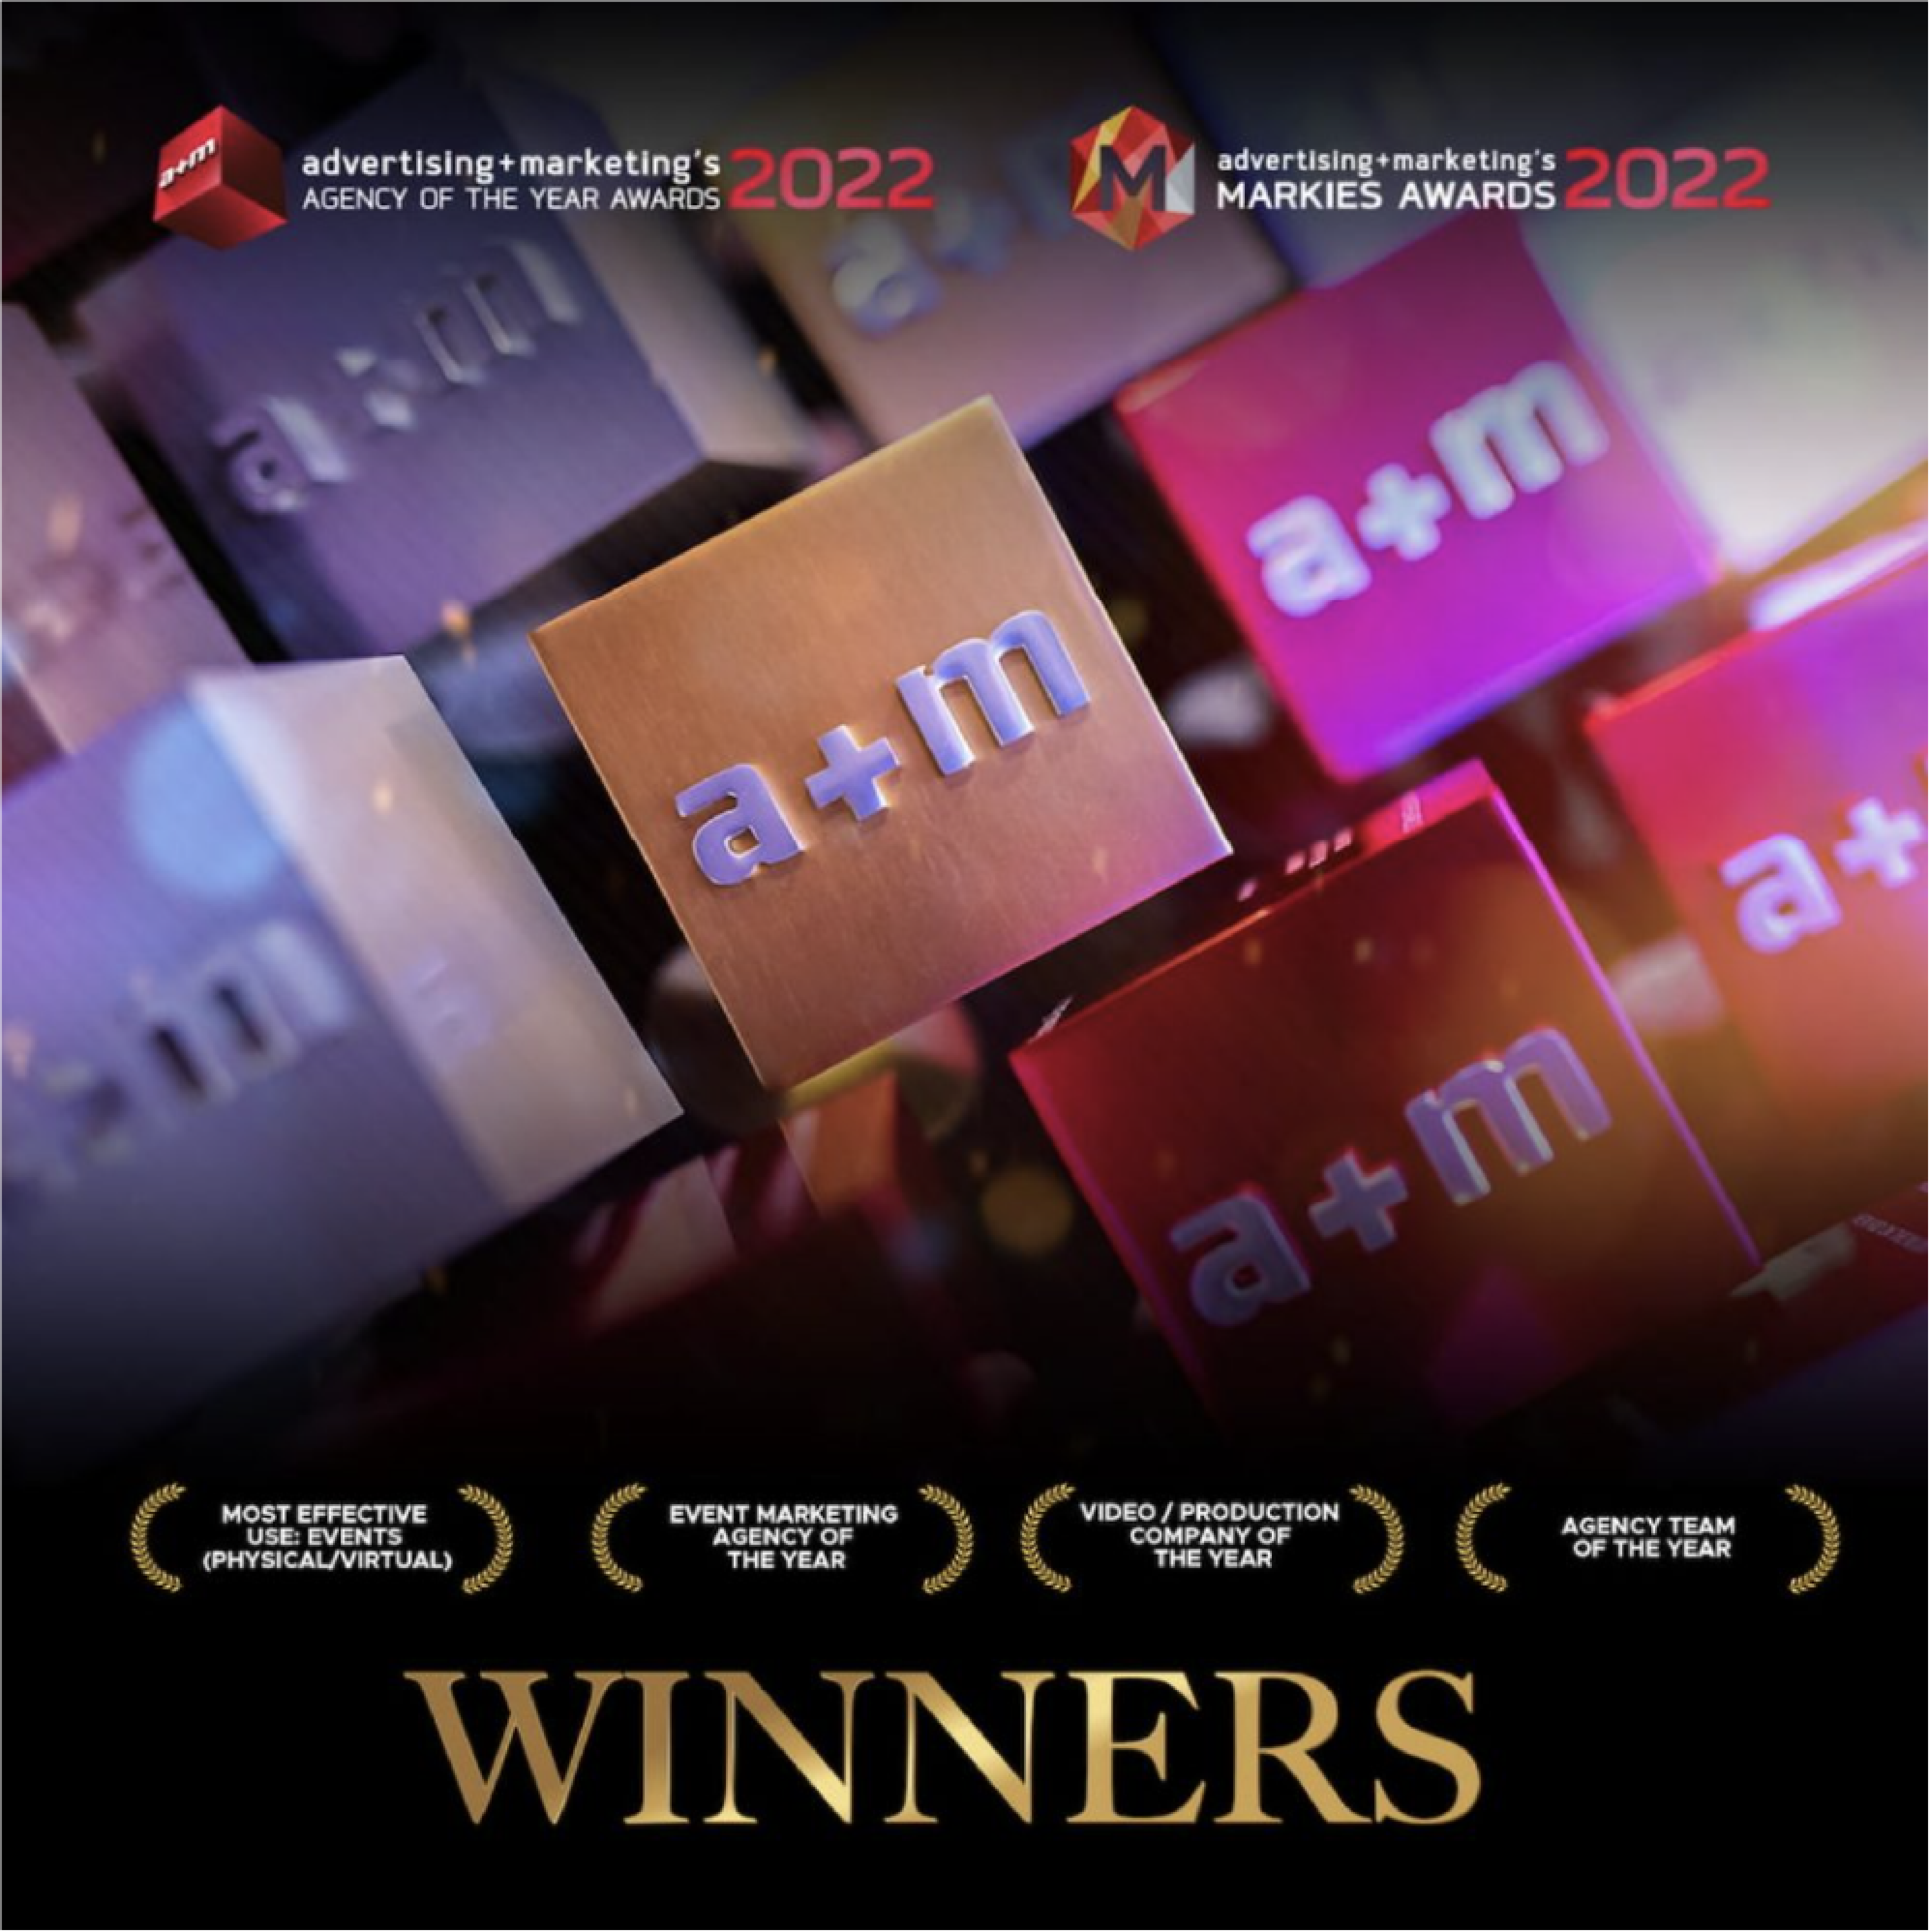 a+m
advertising+marketing's
AGENCY OF THE YEAR AWARDS 2022
M
advertising+marketing's
MARKIES AWARDS 2022
a+m
a+m
a+m
a+m
a+
a+m
MOST EFFECTIVE
USE: EVENTS
(PHYSICAL/VIRTUAL)
EVENT MARKETING
AGENCY OF
THE YEAR
VIDEO / PRODUCTION
COMPANY OF
THE YEAR
AGENCY TEAM
OF THE YEAR
WINNERS